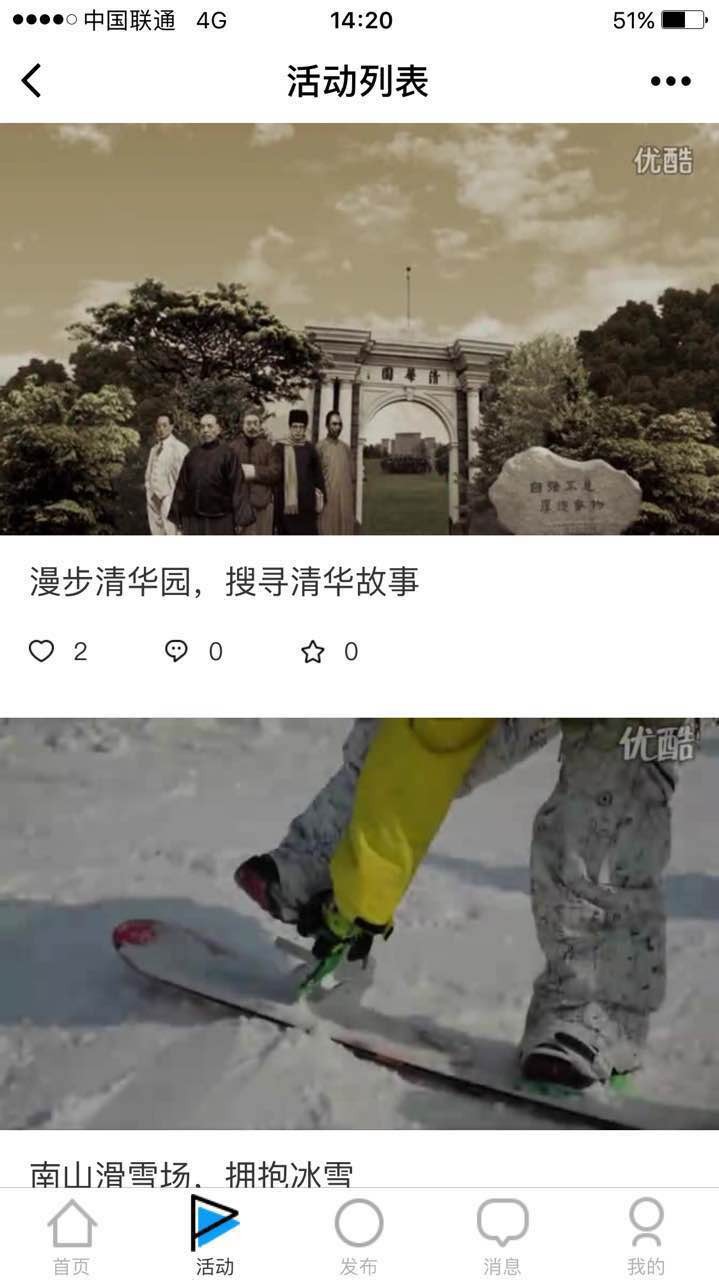 中国联通 4G 14:20 51%
活动列表
优酷
清華園
自强不息
厚德载物
漫步清华园，搜寻清华故事
2 0 0
优酷
南山滑雪场，拥抱冰雪
首页 活动 发布 消息 我的